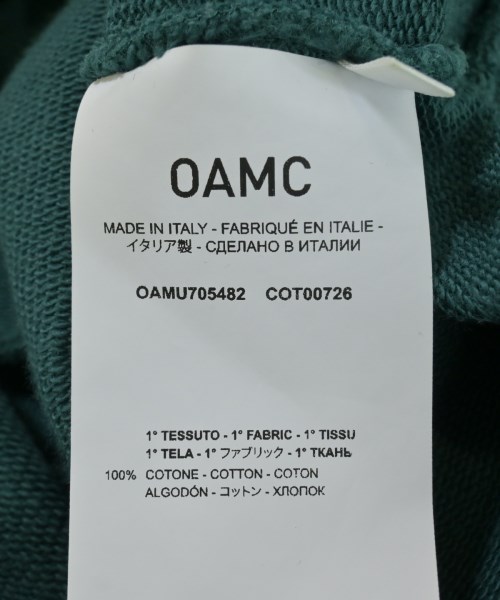 OAMC
MADE IN ITALY - FABRIQUÉ EN ITALIE -
イタリア製 - СДЕЛАНО В ИТАЛИИ
OAMU705482 COT00726
1° TESSUTO - 1° FABRIC - 1° TISSU
1° TELA - 1° ファブリック - 1° ТКАНЬ
100% COTONE - COTTON - COTON
ALGODÓN - コットン - ХЛОПОК